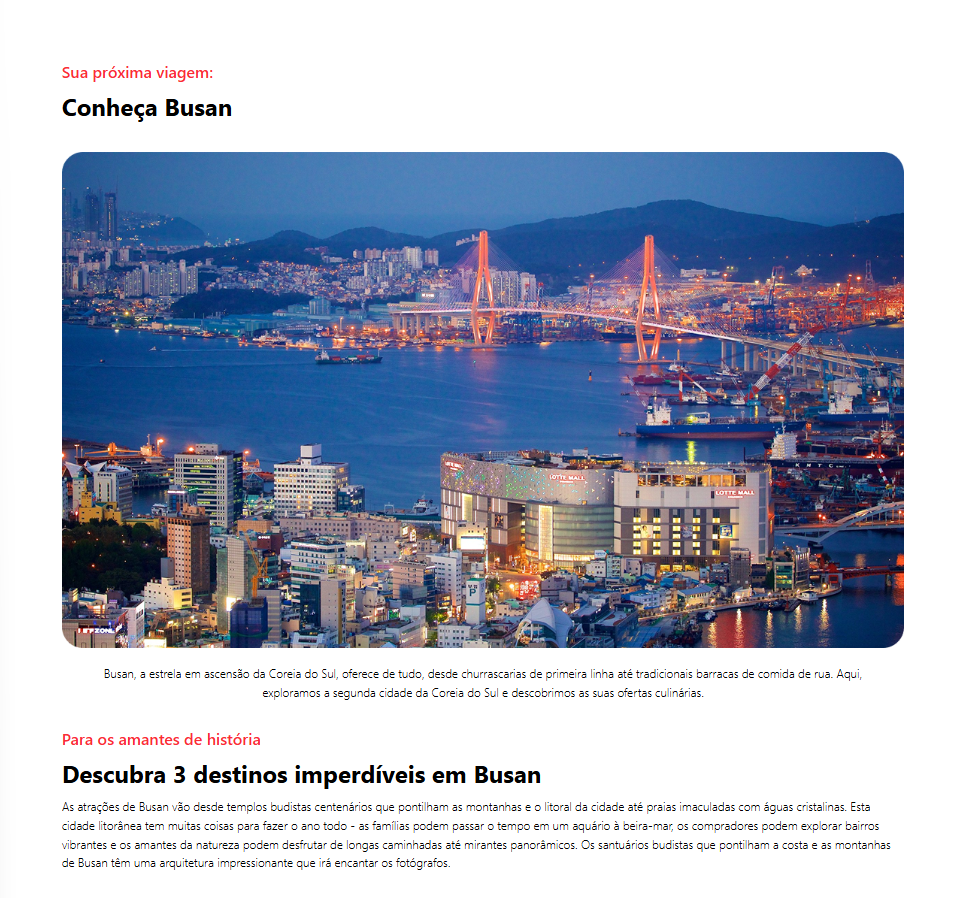 Sua próxima viagem:
Conheça Busan
LOTTE MALL
LOTTE MALL
Busan, a estrela em ascensão da Coreia do Sul, oferece de tudo, desde churrascarias de primeira linha até tradicionais barracas de comida de rua. Aqui,
exploramos a segunda cidade da Coreia do Sul e descobrimos as suas ofertas culinárias.
Para os amantes de história
Descubra 3 destinos imperdíveis em Busan
As atrações de Busan vão desde templos budistas centenários que pontilham as montanhas e o litoral da cidade até praias imaculadas com águas cristalinas. Esta
cidade litorânea tem muitas coisas para fazer o ano todo - as famílias podem passar o tempo em um aquário à beira-mar, os compradores podem explorar bairros
vibrantes e os amantes da natureza podem desfrutar de longas caminhadas até mirantes panorâmicos. Os santuários budistas que pontilham a costa e as montanhas
de Busan têm uma arquitetura impressionante que irá encantar os fotógrafos.